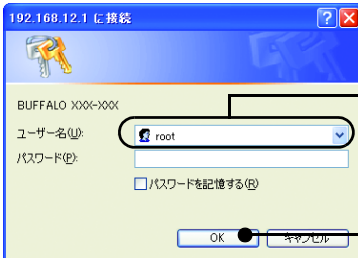 192.168.12.1 に接続
BUFFALO XXX-XXX
ユーザー名(U):
root
パスワード(P):
パスワードを記憶する(R)
OK
キャンセル